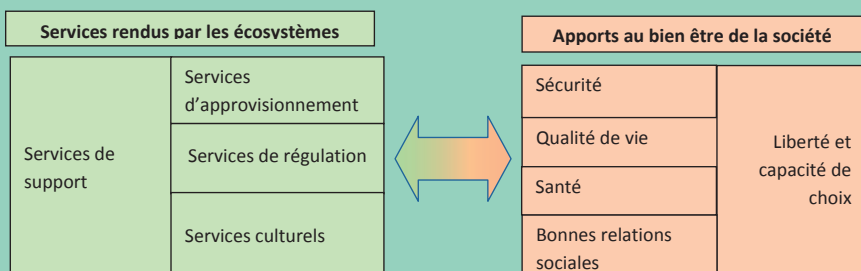 Services rendus par les écosystèmes
Services de
support
Services
d'approvisionnement
Services de régulation
Services culturels
Apports au bien être de la société
Sécurité
Qualité de vie
Santé
Bonnes relations
sociales
Liberté et
capacité de
choix